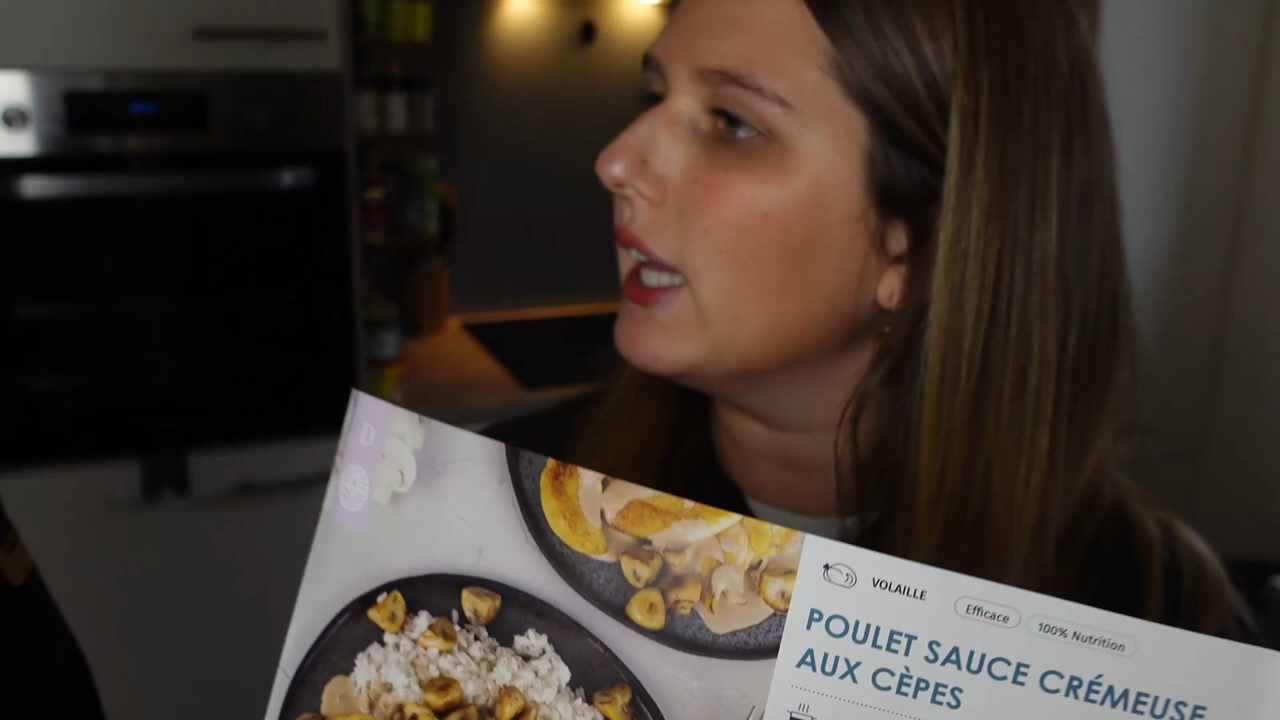 D
VOLAILLE
Efficace
100% Nutrition
POULET SAUCE CRÉMEUSE
AUX CÈPES